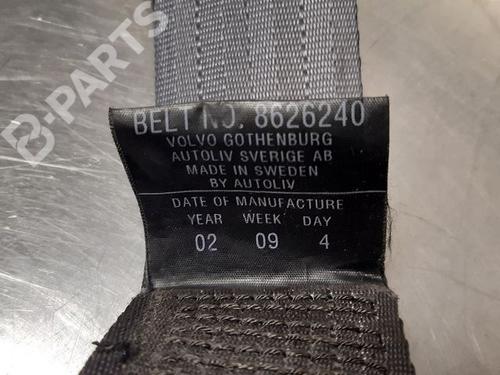 BELT NO. 8626240
VOLVO GOTHENBURG
AUTOLIV SVERIGE AB
MADE IN SWEDEN
BY AUTOLIV
DATE OF MANUFACTURE
YEAR WEEK DAY
02 09 4
B-PARTS